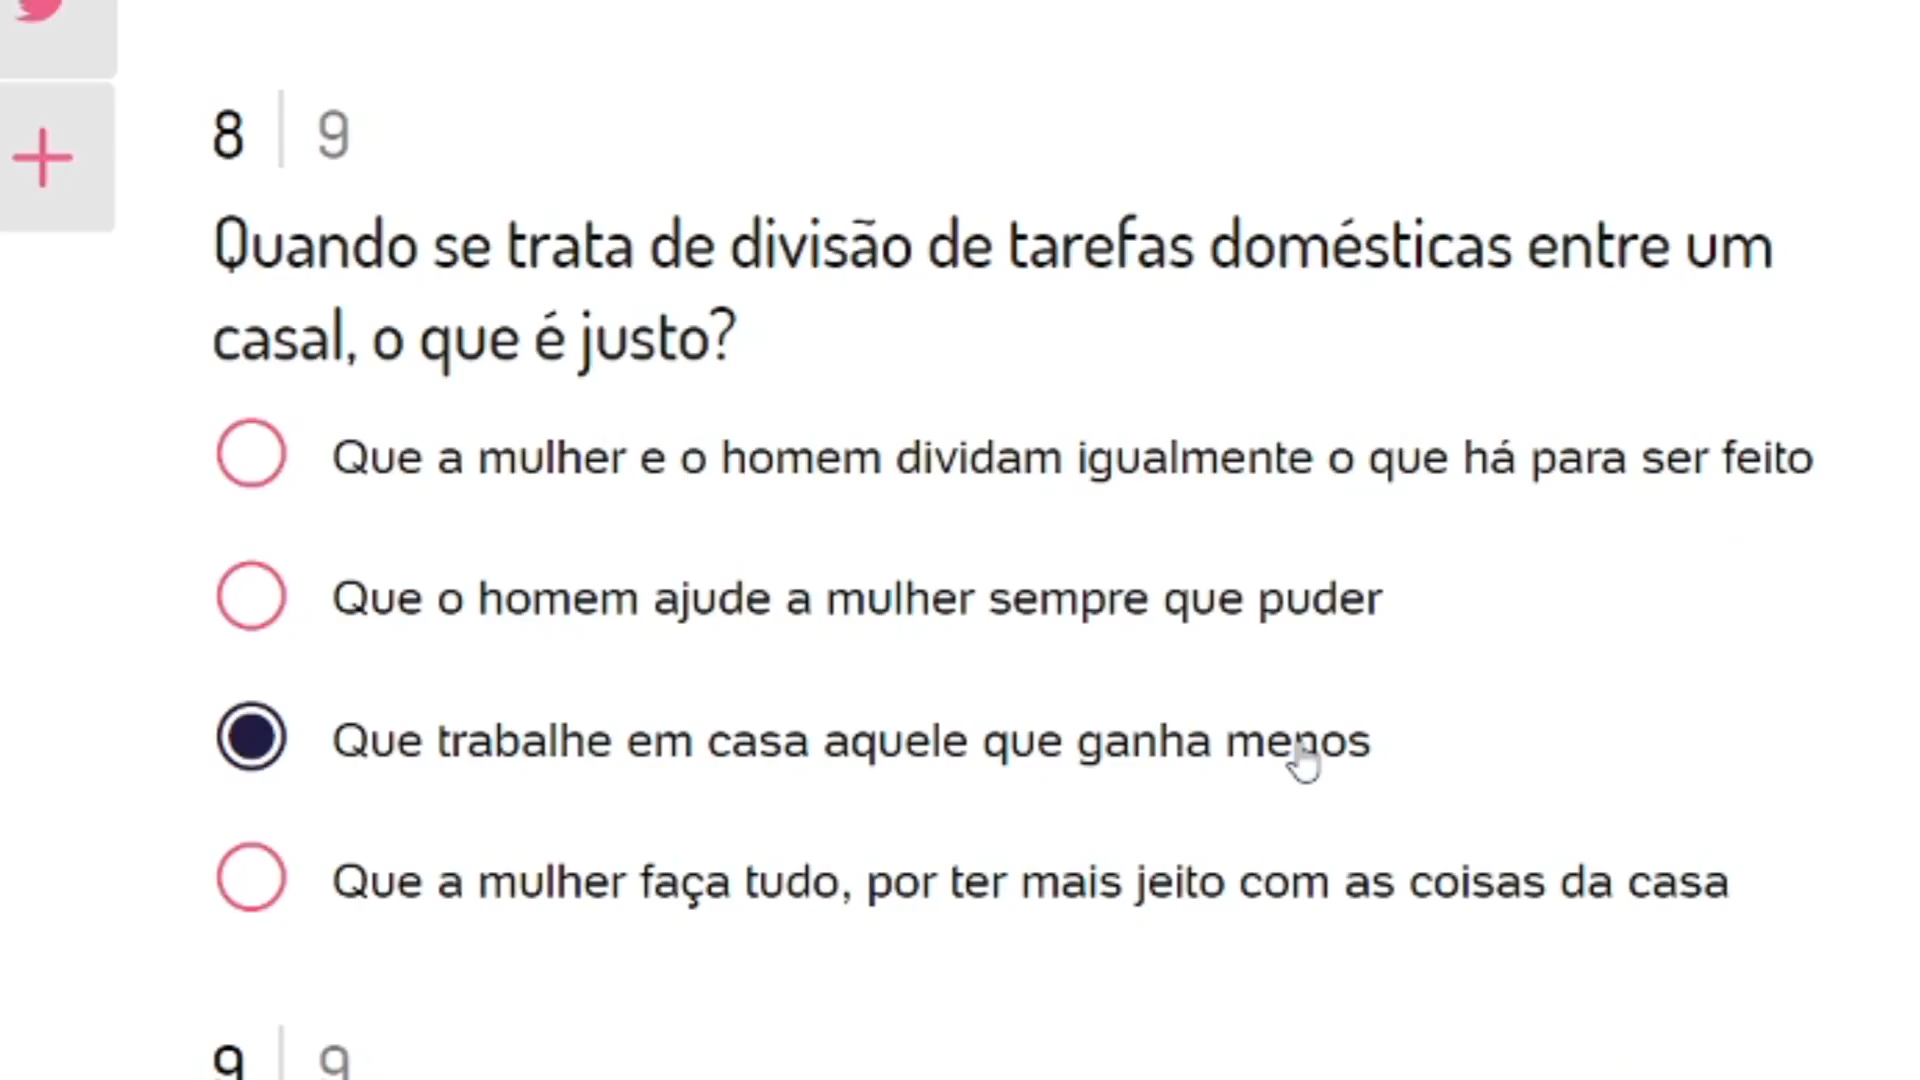 8 | 9
Quando se trata de divisão de tarefas domésticas entre um
casal, o que é justo?
Que a mulher e o homem dividam igualmente o que há para ser feito
Que o homem ajude a mulher sempre que puder
Que trabalhe em casa aquele que ganha menos
Que a mulher faça tudo, por ter mais jeito com as coisas da casa
9 | 9